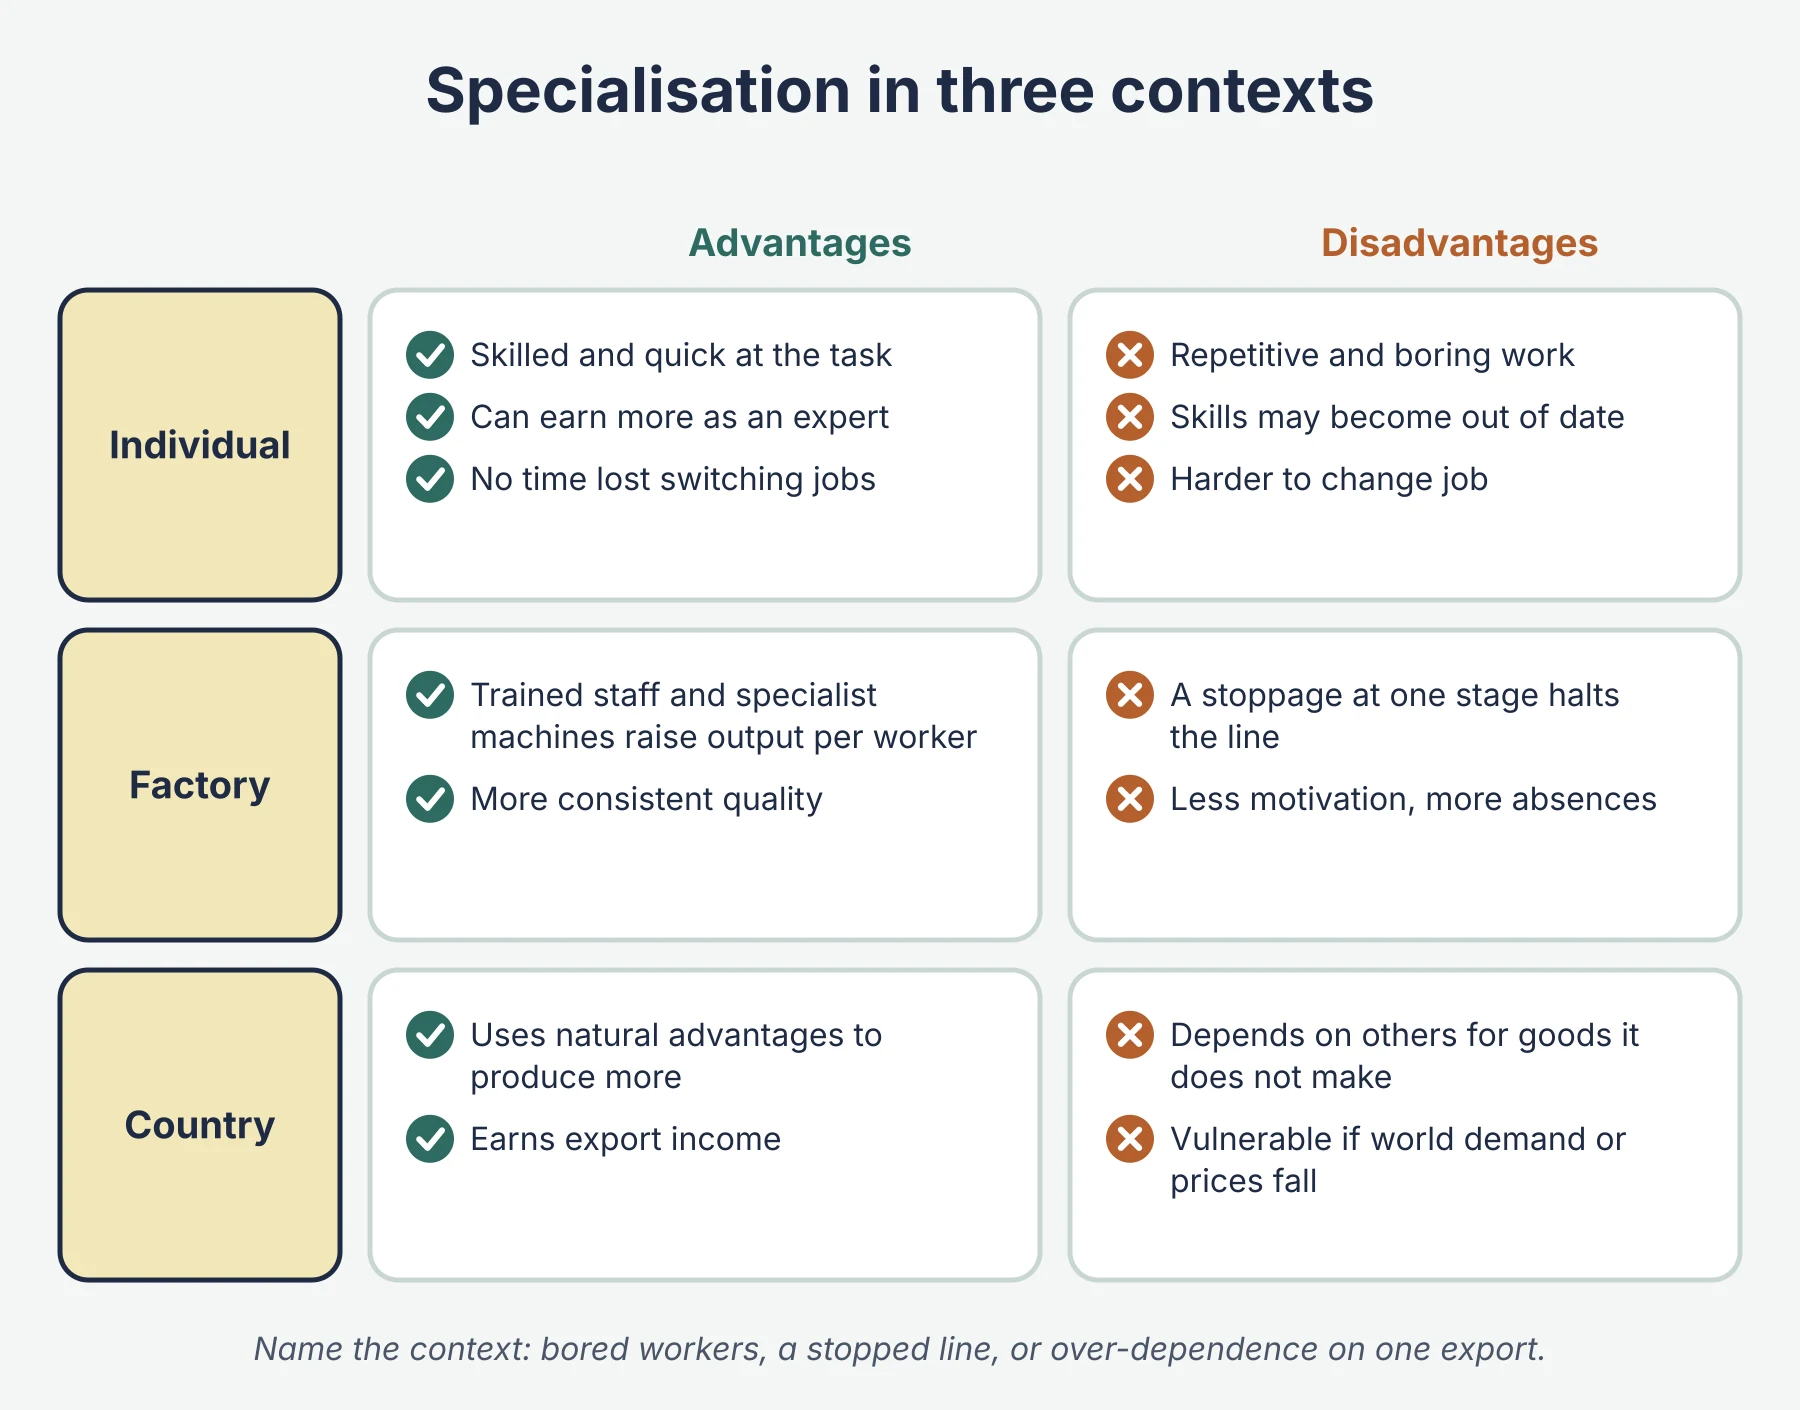 Specialisation in three contexts
Advantages
Disadvantages
Individual
Skilled and quick at the task
Can earn more as an expert
No time lost switching jobs
Repetitive and boring work
Skills may become out of date
Harder to change job
Factory
Trained staff and specialist
machines raise output per worker
More consistent quality
A stoppage at one stage halts
the line
Less motivation, more absences
Country
Uses natural advantages to
produce more
Earns export income
Depends on others for goods it
does not make
Vulnerable if world demand or
prices fall
Name the context: bored workers, a stopped line, or over-dependence on one export.